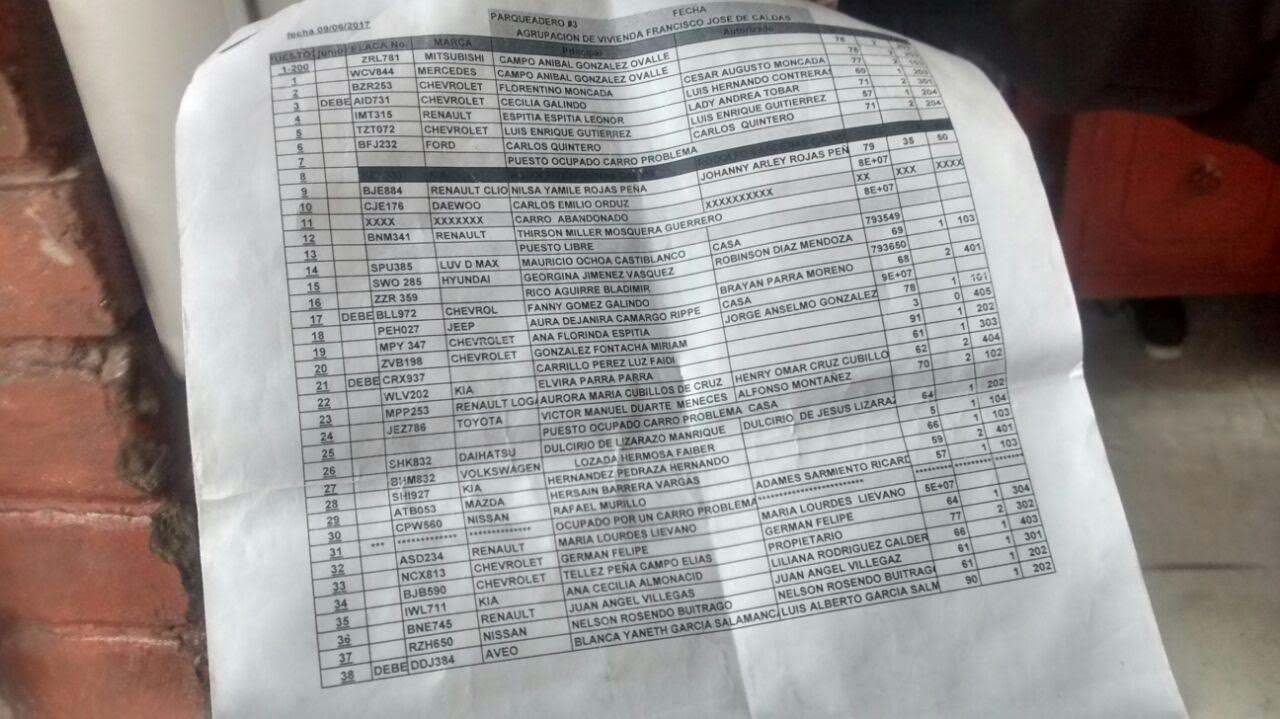 fecha 09/06/2017 PARQUEADERO #3 FECHA
AGRUPACION DE VIVIENDA FRANCISCO JOSE DE CALDAS
PUESTO junio PLACA No. MARCA Principal Autorizado
1-200 ZRL781 MITSUBISHI CAMPO ANIBAL GONZALEZ OVALLE 78 2
1 WCV844 MERCEDES CAMPO ANIBAL GONZALEZ OVALLE 78
2 BZR253 CHEVROLET FLORENTINO MONCADA CESAR AUGUSTO MONCADA 77 2 103
3 DEBE AID731 CHEVROLET CECILIA GALINDO LUIS HERNANDO CONTRERAS 60 1 203
4 IMT315 RENAULT ESPITIA ESPITIA LEONOR LADY ANDREA TOBAR 71 2 301
5 TZT072 CHEVROLET LUIS ENRIQUE GUTIERREZ LUIS ENRIQUE GUITIERREZ 57 1 204
6 BFJ232 FORD CARLOS QUINTERO CARLOS QUINTERO 71 2 204
7 PUESTO OCUPADO CARRO PROBLEMA
8
9 BJE884 RENAULT CLIO NILSA YAMILE ROJAS PEÑA JOHANNY ARLEY ROJAS PEÑ 79 35 50
10 CJE176 DAEWOO CARLOS EMILIO ORDUZ 8E+07
11 XXXX XXXXXXX CARRO ABANDONADO XXXXXXXXXX XX XXX XXXX
12 BNM341 RENAULT THIRSON MILLER MOSQUERA GUERRERO 8E+07
13 PUESTO LIBRE
14 SPU385 LUV D MAX MAURICIO OCHOA CASTIBLANCO CASA 793549
15 SWO 285 HYUNDAI GEORGINA JIMENEZ VASQUEZ ROBINSON DIAZ MENDOZA 69 1 103
16 ZZR 359 RICO AGUIRRE BLADIMIR 793650
17 DEBE BLL972 CHEVROL FANNY GOMEZ GALINDO BRAYAN PARRA MORENO 68 2 401
18 PEH027 JEEP AURA DEJANIRA CAMARGO RIPPE CASA 9E+07
19 MPY 347 CHEVROLET ANA FLORINDA ESPITIA JORGE ANSELMO GONZALEZ 78 1 101
20 ZVB198 CHEVROLET GONZALEZ FONTACHA MIRIAM 3 0 405
21 DEBE CRX937 CARRILLO PEREZ LUZ FAIDI 91 1 202
22 WLV202 KIA ELVIRA PARRA PARRA 61 1 303
23 MPP253 RENAULT LOGA AURORA MARIA CUBILLOS DE CRUZ HENRY OMAR CRUZ CUBILLO 62 2 404
24 JEZ786 TOYOTA VICTOR MANUEL DUARTE MENECES ALFONSO MONTAÑEZ 70 2 102
25 PUESTO OCUPADO CARRO PROBLEMA CASA
26 SHK832 DAIHATSU DULCIRIO DE LIZARAZO MANRIQUE DULCIRIO DE JESUS LIZARAZ 64 1 202
27 BHM832 VOLKSWAGEN LOZADA HERMOSA FAIBER 5 1 104
28 SHI927 KIA HERNANDEZ PEDRAZA HERNANDO 66 1 103
29 ATB053 MAZDA HERSAIN BARRERA VARGAS 59 2 401
30 CPW560 NISSAN RAFAEL MURILLO ADAMES SARMIENTO RICARD 57 1 103
31 *** ************* ************* OCUPADO POR UN CARRO PROBLEMA *********************** ******** ******** ********
32 ASD234 RENAULT MARIA LOURDES LIEVANO MARIA LOURDES LIEVANO 5E+07
33 NCX813 CHEVROLET GERMAN FELIPE GERMAN FELIPE 64 1 304
34 BJB590 CHEVROLET TELLEZ PEÑA CAMPO ELIAS PROPIETARIO 77 2 302
35 IWL711 KIA ANA CECILIA ALMONACID LILIANA RODRIGUEZ CALDER 66 1 403
36 BNE745 RENAULT JUAN ANGEL VILLEGAS JUAN ANGEL VILLEGAZ 61 1 301
37 RZH650 NISSAN NELSON ROSENDO BUITRAGO NELSON ROSENDO BUITRAG 61 1 202
38 DEBE DDJ384 AVEO BLANCA YANETH GARCIA SALAMANCA LUIS ALBERTO GARCIA SALM 90 1 202